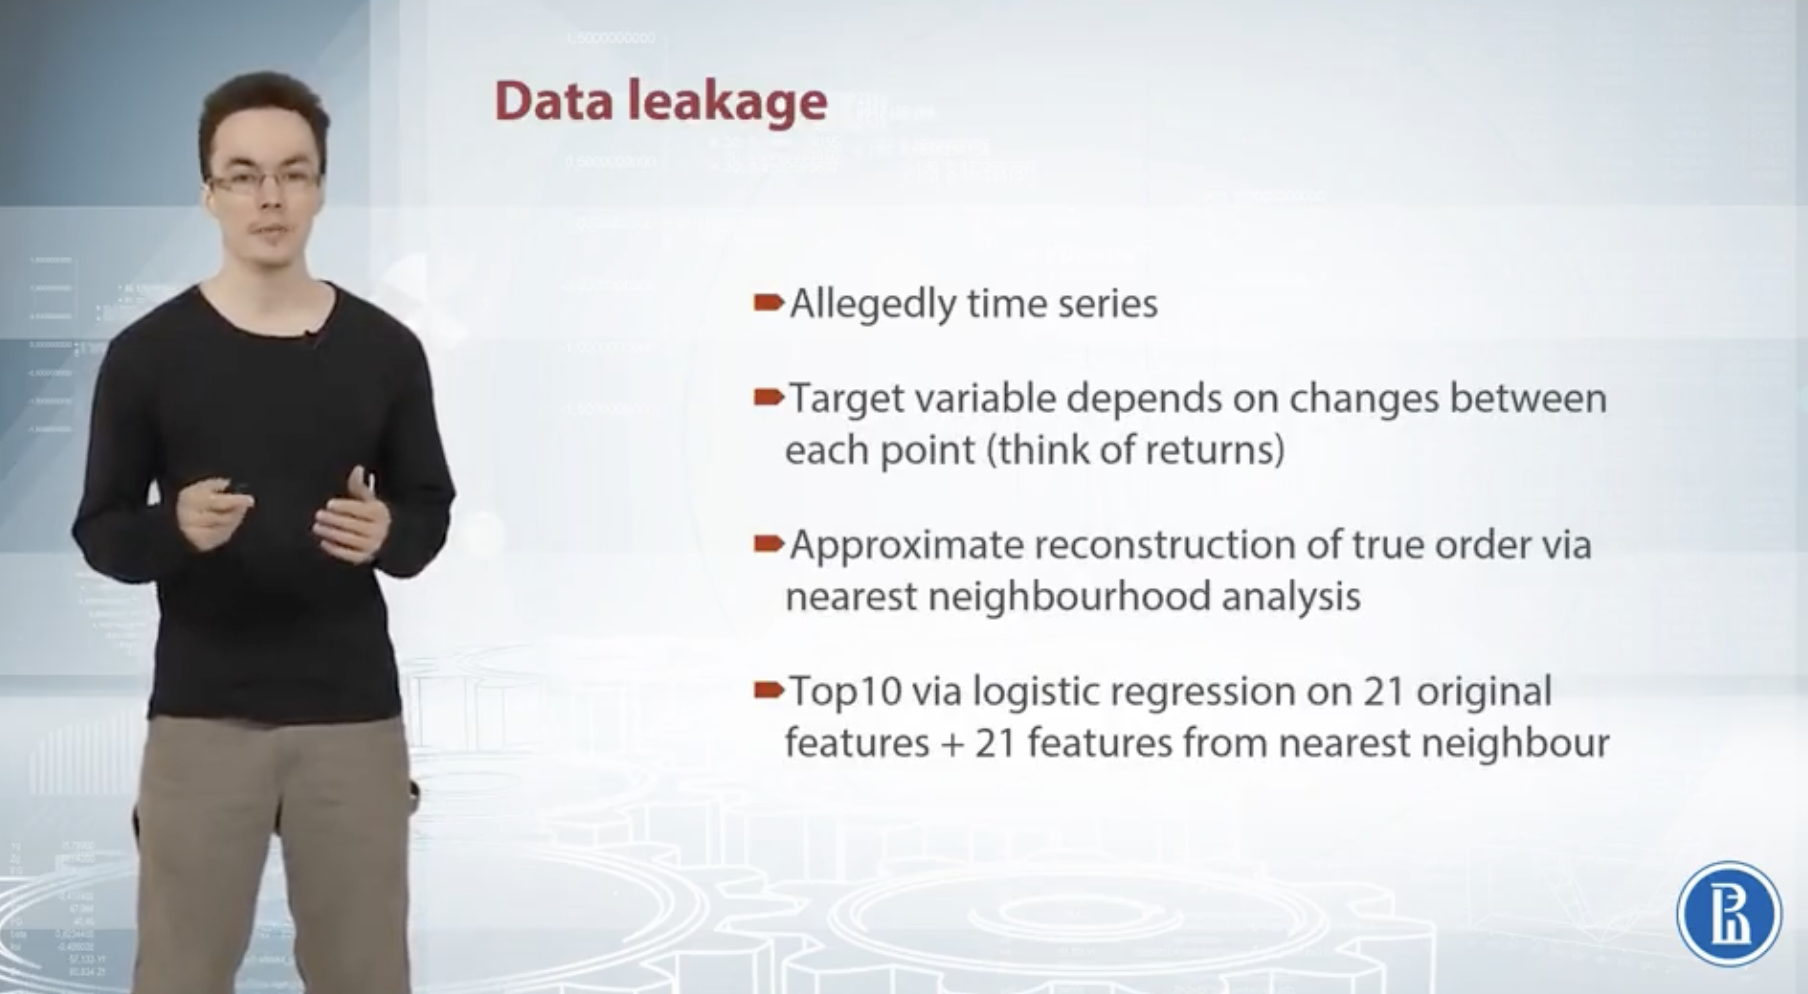 Data leakage
Allegedly time series
Target variable depends on changes between
each point (think of returns)
Approximate reconstruction of true order via
nearest neighbourhood analysis
Top10 via logistic regression on 21 original
features + 21 features from nearest neighbour